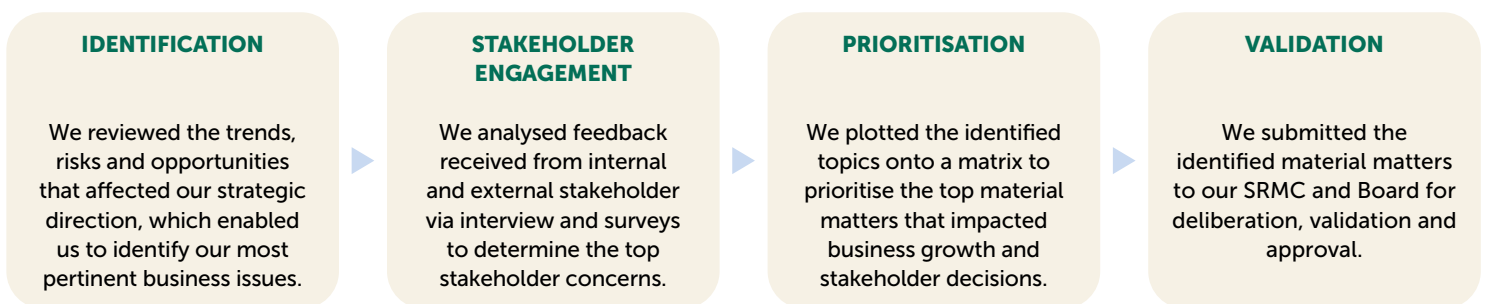 IDENTIFICATION
We reviewed the trends,
risks and opportunities
that affected our strategic
direction, which enabled
us to identify our most
pertinent business issues.
STAKEHOLDER
ENGAGEMENT
We analysed feedback
received from internal
and external stakeholder
via interview and surveys
to determine the top
stakeholder concerns.
PRIORITISATION
We plotted the identified
topics onto a matrix to
prioritise the top material
matters that impacted
business growth and
stakeholder decisions.
VALIDATION
We submitted the
identified material matters
to our SRMC and Board for
deliberation, validation and
approval.